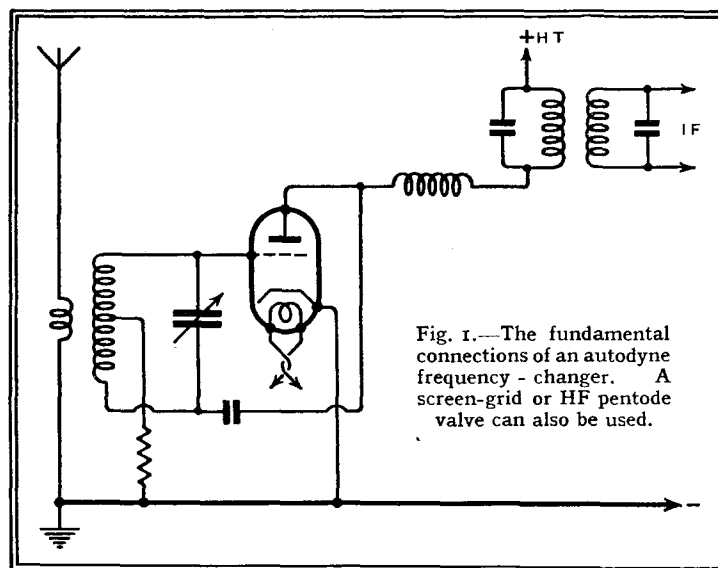 +HT
IF
Fig. 1.—The fundamental
connections of an autodyne
frequency - changer. A
screen-grid or HF pentode
valve can also be used.
-